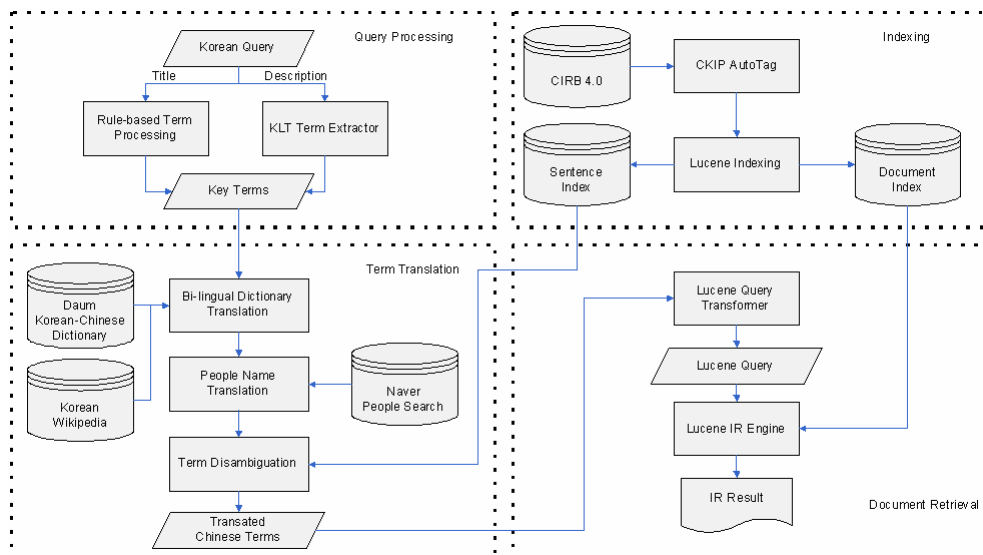 Korean Query
Query Processing
Title
Description
Rule-based Term
Processing
KLT Term Extractor
Key Terms
Indexing
CIRB 4.0
CKIP AutoTag
Sentence
Index
Lucene Indexing
Document
Index
Term Translation
Daum
Korean-Chinese
Dictionary
Bi-lingual Dictionary
Translation
Korean
Wikipedia
People Name
Translation
Naver
People Search
Term Disambiguation
Transated
Chinese Terms
Lucene Query
Transformer
Lucene Query
Lucene IR Engine
IR Result
Document Retrieval